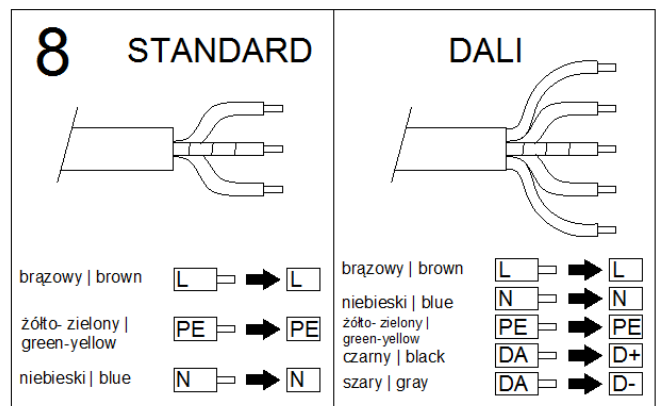 8 STANDARD
brązowy | brown L L
żółto- zielony |
green-yellow PE PE
niebieski | blue N N
DALI
brązowy | brown L L
niebieski | blue N N
żółto- zielony |
green-yellow PE PE
czarny | black DA D+
szary | gray DA D-